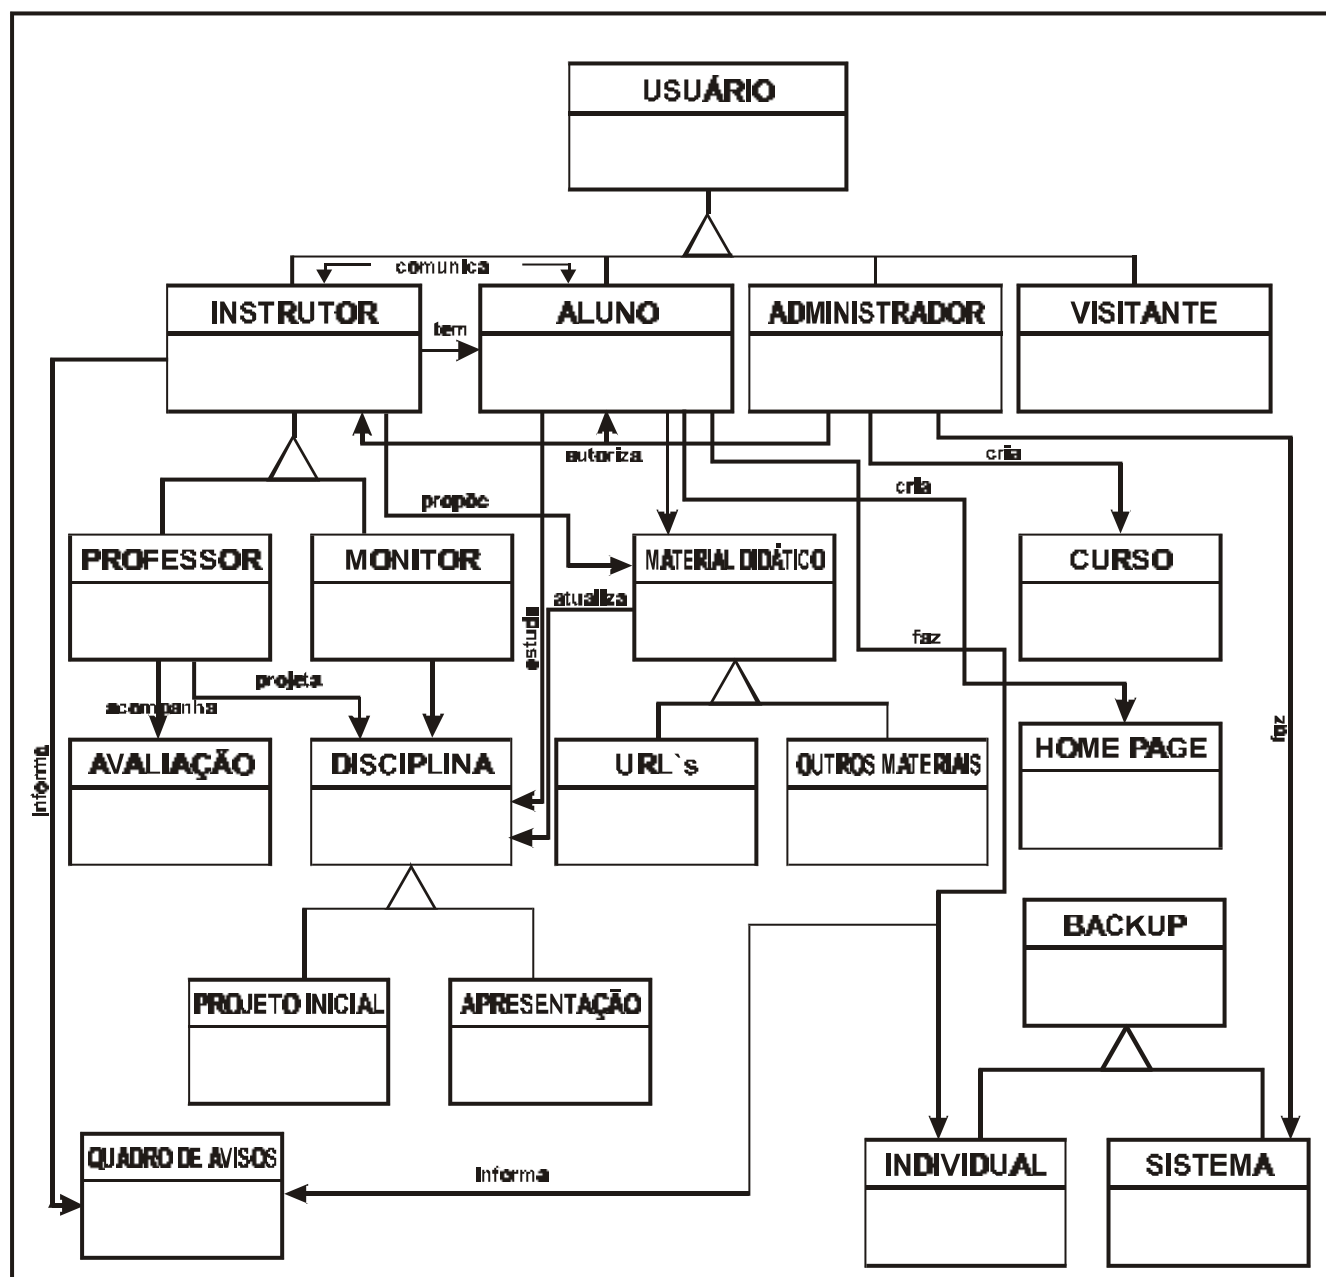 USUÁRIO
comunica
INSTRUTOR
ALUNO
ADMINISTRADOR
VISITANTE
tem
autoriza
cria
propõe
cria
PROFESSOR
MONITOR
MATERIAL DIDÁTICO
CURSO
atualiza
estuda
faz
projeta
acompanha
informa
faz
AVALIAÇÃO
DISCIPLINA
URL`s
OUTROS MATERIAIS
HOME PAGE
BACKUP
PROJETO INICIAL
APRESENTAÇÃO
QUADRO DE AVISOS
informa
INDIVIDUAL
SISTEMA